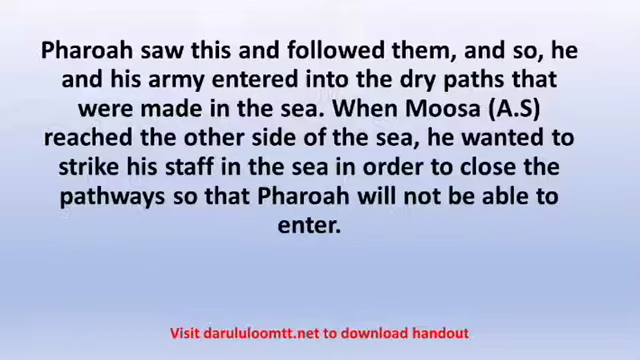 Pharoah saw this and followed them, and so, he
and his army entered into the dry paths that
were made in the sea. When Moosa (A.S)
reached the other side of the sea, he wanted to
strike his staff in the sea in order to close the
pathways so that Pharoah will not be able to
enter.
Visit darululoomtt.net to download handout